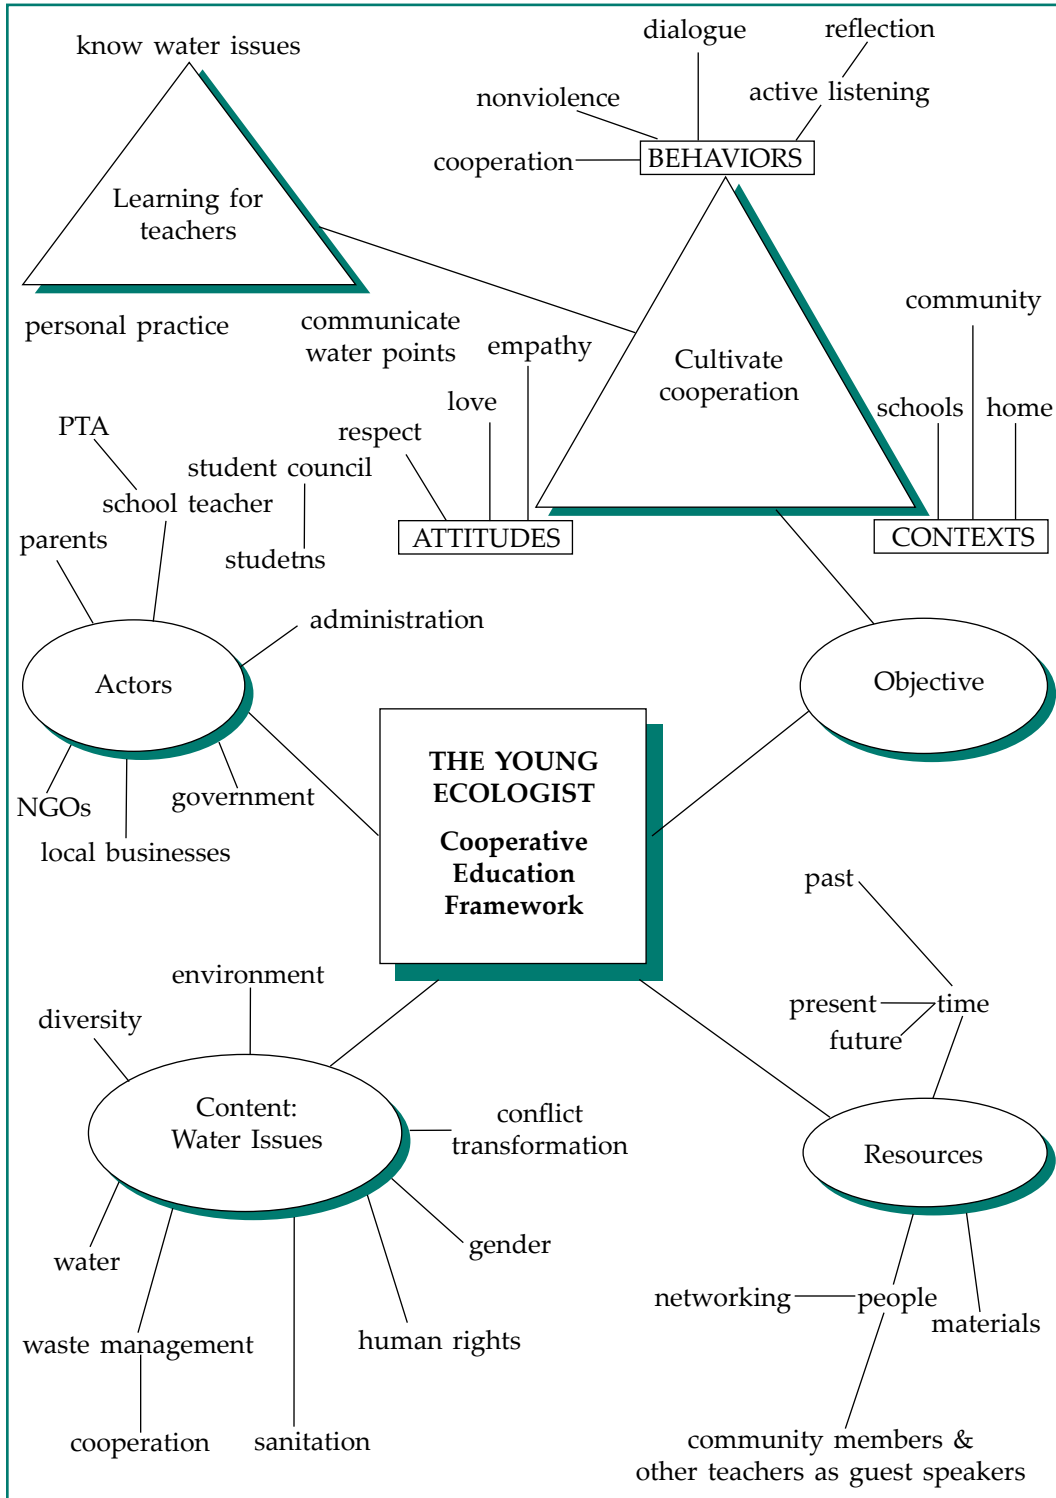 know water issues
dialogue
reflection
nonviolence
active listening
cooperation
BEHAVIORS
Learning for
teachers
personal practice
communicate
water points
Cultivate
cooperation
empathy
love
respect
ATTITUDES
community
schools
home
CONTEXTS
PTA
school teacher
student council
studetns
parents
administration
Actors
NGOs
government
local businesses
Objective
THE YOUNG
ECOLOGIST
Cooperative
Education
Framework
past
present
time
future
Resources
networking
people
materials
community members &
other teachers as guest speakers
environment
diversity
Content:
Water Issues
conflict
transformation
gender
water
waste management
human rights
cooperation
sanitation